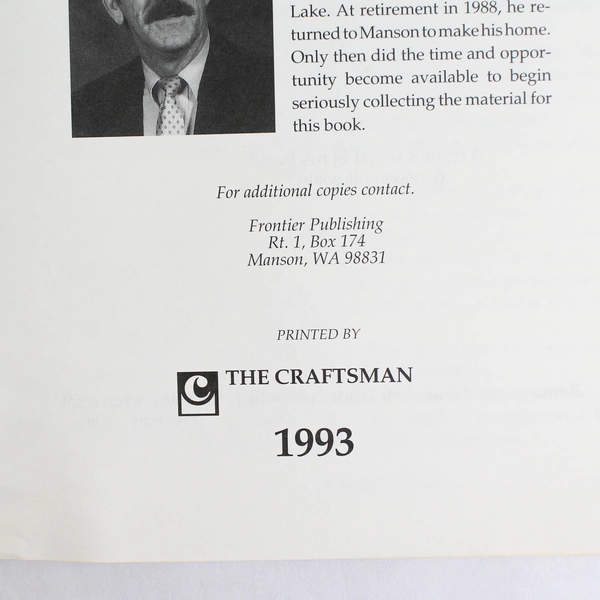 Lake. At retirement in 1988, he re-
turned to Manson to make his home.
Only then did the time and oppor-
tunity become available to begin
seriously collecting the material for
this book.
For additional copies contact.
Frontier Publishing
Rt. 1, Box 174
Manson, WA 98831
PRINTED BY
THE CRAFTSMAN
1993